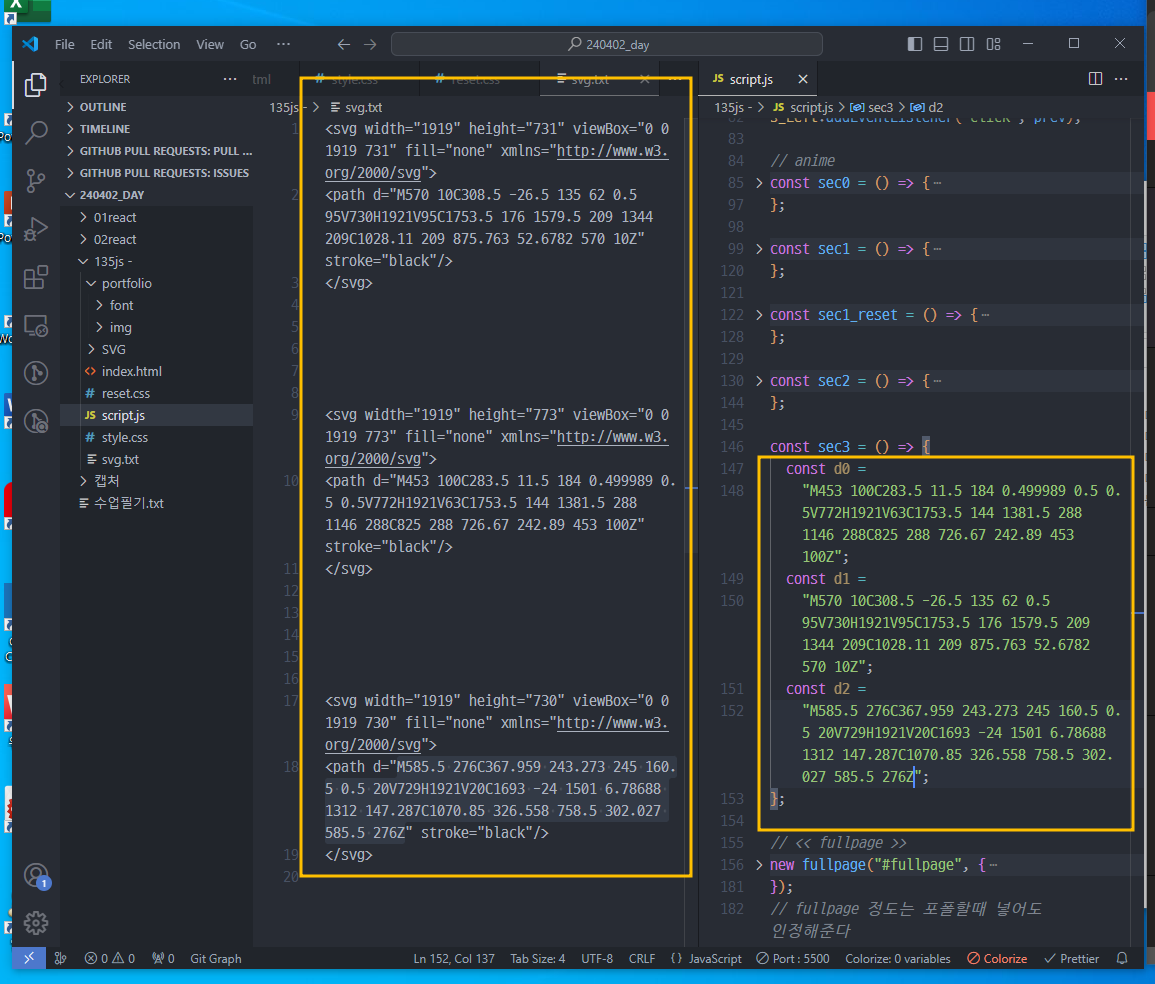 File Edit Selection View Go ···
240402_day
EXPLORER
OUTLINE
TIMELINE
GITHUB PULL REQUESTS: PULL ...
GITHUB PULL REQUESTS: ISSUES
240402_DAY
01react
02react
135js -
portfolio
font
img
SVG
index.html
reset.css
JS script.js
style.css
svg.txt
캡처
수업필기.txt
tml
# style.css
# reset.css
svg.txt
135js - > svg.txt
1 <svg width="1919" height="731" viewBox="0 0
1919 731" fill="none" xmlns="http://www.w3.
org/2000/svg">
2 <path d="M570 10C308.5 -26.5 135 62 0.5
95V730H1921V95C1753.5 176 1579.5 209 1344
209C1028.11 209 875.763 52.6782 570 10Z"
stroke="black"/>
3 </svg>
4
5
6
7
8
9 <svg width="1919" height="773" viewBox="0 0
1919 773" fill="none" xmlns="http://www.w3.
org/2000/svg">
10 <path d="M453 100C283.5 11.5 184 0.499989 0.
5 0.5V772H1921V63C1753.5 144 1381.5 288
1146 288C825 288 726.67 242.89 453 100Z"
stroke="black"/>
11 </svg>
12
13
14
15
16
17 <svg width="1919" height="730" viewBox="0 0
1919 730" fill="none" xmlns="http://www.w3.
org/2000/svg">
18 <path d="M585.5 276C367.959 243.273 245 160.
5 0.5 20V729H1921V20C1693 -24 1501 6.78688
1312 147.287C1070.85 326.558 758.5 302.027
585.5 276Z" stroke="black"/>
19 </svg>
20
JS script.js
135js - > JS script.js > sec3 > d2
83
84 // anime
85 const sec0 = () => { ···
97 };
98
99 const sec1 = () => { ···
120 };
121
122 const sec1_reset = () => { ···
128 };
129
130 const sec2 = () => { ···
144 };
145
146 const sec3 = () => {
147 const d0 =
148 "M453 100C283.5 11.5 184 0.499989 0.5 0.
5V772H1921V63C1753.5 144 1381.5 288
1146 288C825 288 726.67 242.89 453
100Z";
149 const d1 =
150 "M570 10C308.5 -26.5 135 62 0.5
95V730H1921V95C1753.5 176 1579.5 209
1344 209C1028.11 209 875.763 52.6782
570 10Z";
151 const d2 =
152 "M585.5 276C367.959 243.273 245 160.5 0.
5 20V729H1921V20C1693 -24 1501 6.78688
1312 147.287C1070.85 326.558 758.5 302.
027 585.5 276Z";
153 };
154
155 // << fullpage >>
156 new fullpage("#fullpage", { ···
181 });
182 // fullpage 정도는 포폴할때 넣어도
인정해준다
1
0 0 0 Git Graph
Ln 152, Col 137 Tab Size: 4 UTF-8 CRLF {} JavaScript Port : 5500 Colorize: 0 variables Colorize Prettier